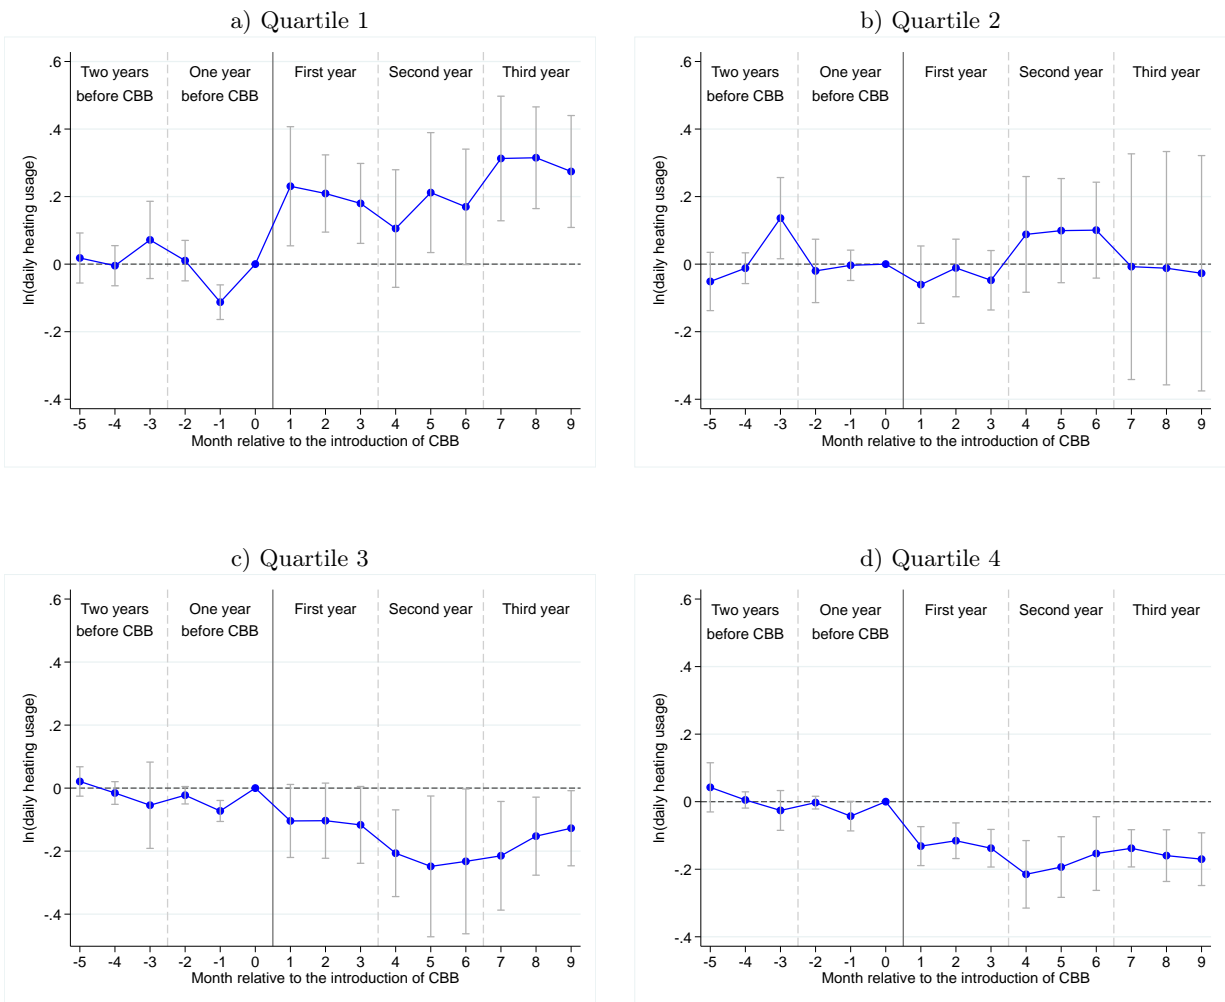 a) Quartile 1
ln(daily heating usage)
.6
.4
.2
0
-.2
-.4
Two years
before CBB
One year
before CBB
First year
Second year
Third year
-5 -4 -3 -2 -1 0 1 2 3 4 5 6 7 8 9
Month relative to the introduction of CBB
b) Quartile 2
ln(daily heating usage)
.6
.4
.2
0
-.2
-.4
Two years
before CBB
One year
before CBB
First year
Second year
Third year
-5 -4 -3 -2 -1 0 1 2 3 4 5 6 7 8 9
Month relative to the introduction of CBB
c) Quartile 3
ln(daily heating usage)
.6
.4
.2
0
-.2
-.4
Two years
before CBB
One year
before CBB
First year
Second year
Third year
-5 -4 -3 -2 -1 0 1 2 3 4 5 6 7 8 9
Month relative to the introduction of CBB
d) Quartile 4
ln(daily heating usage)
.6
.4
.2
0
-.2
-.4
Two years
before CBB
One year
before CBB
First year
Second year
Third year
-5 -4 -3 -2 -1 0 1 2 3 4 5 6 7 8 9
Month relative to the introduction of CBB